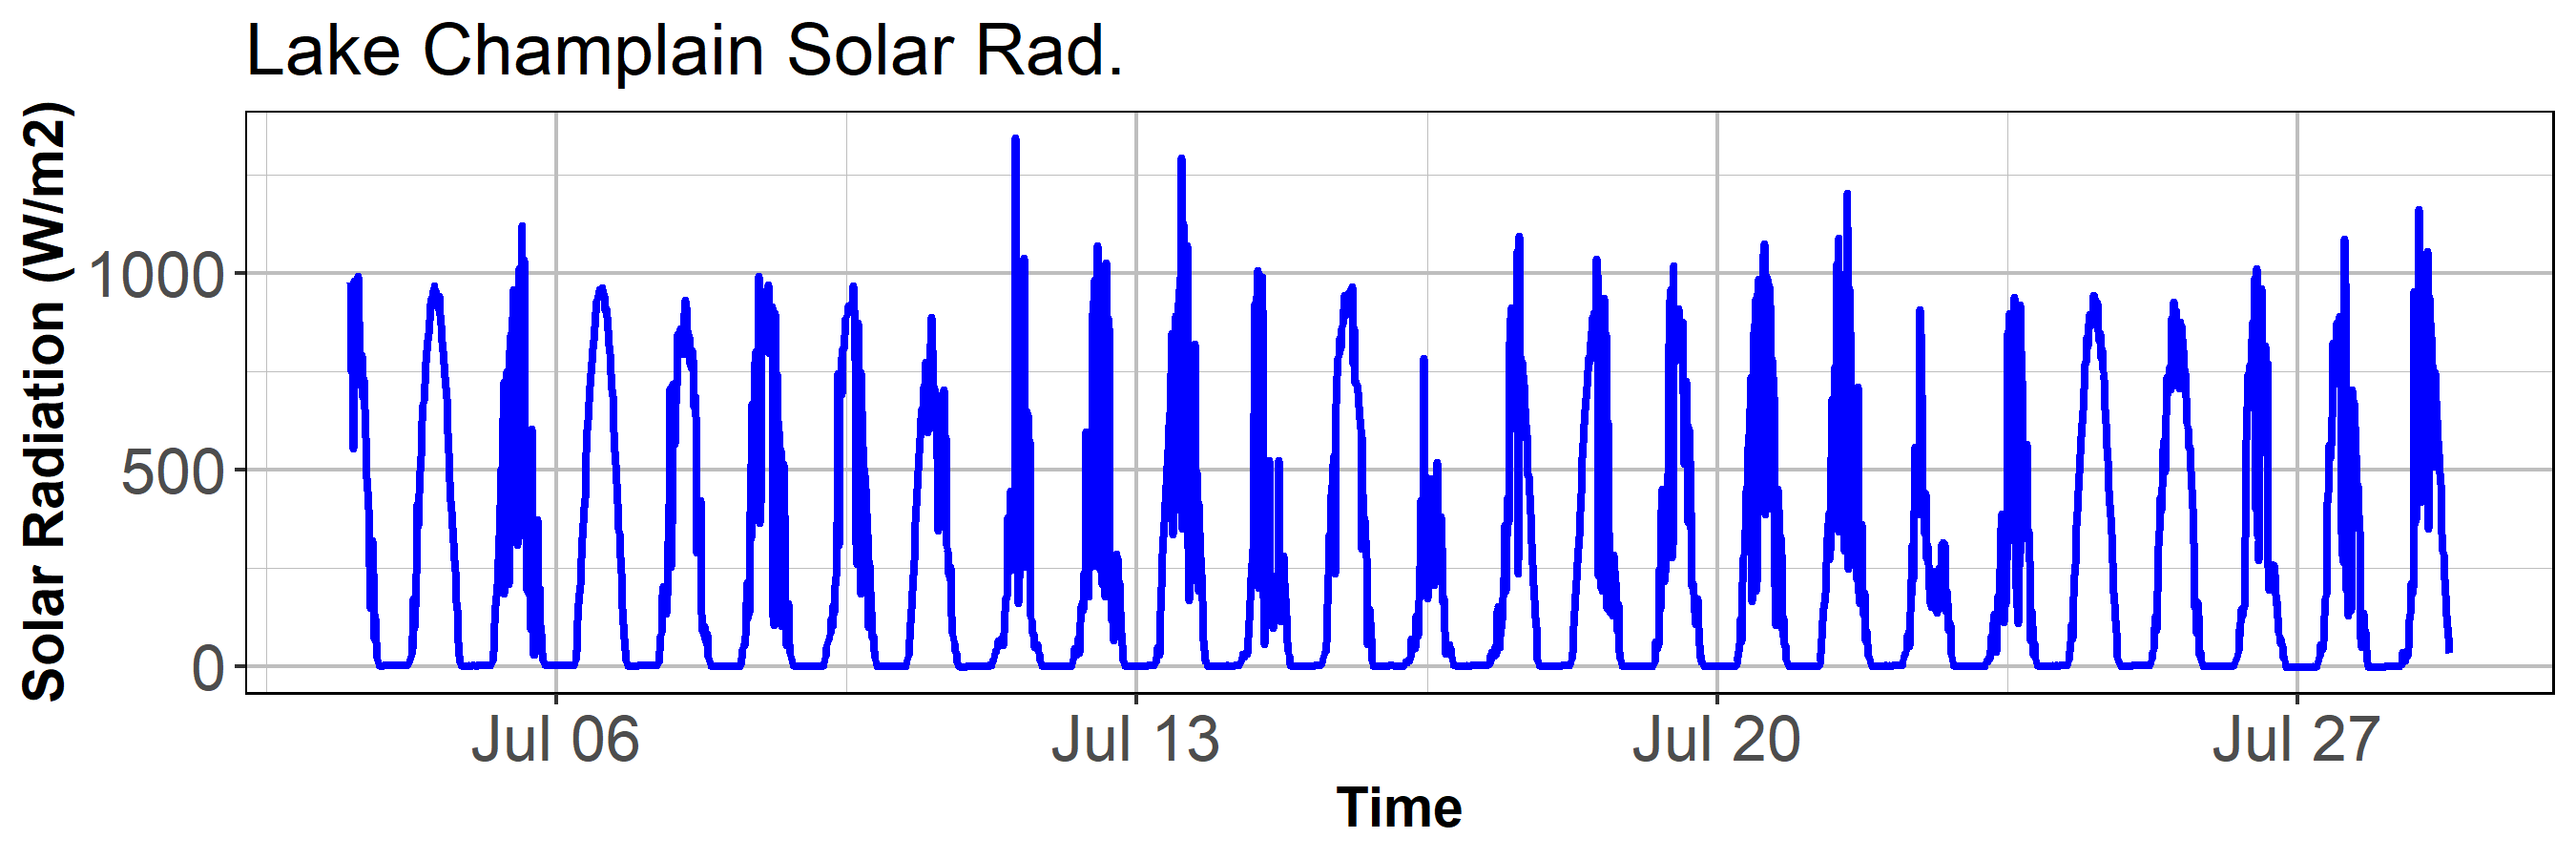 Lake Champlain Solar Rad.
Solar Radiation (W/m2)
1000
500
0
Jul 06 Jul 13 Jul 20 Jul 27
Time